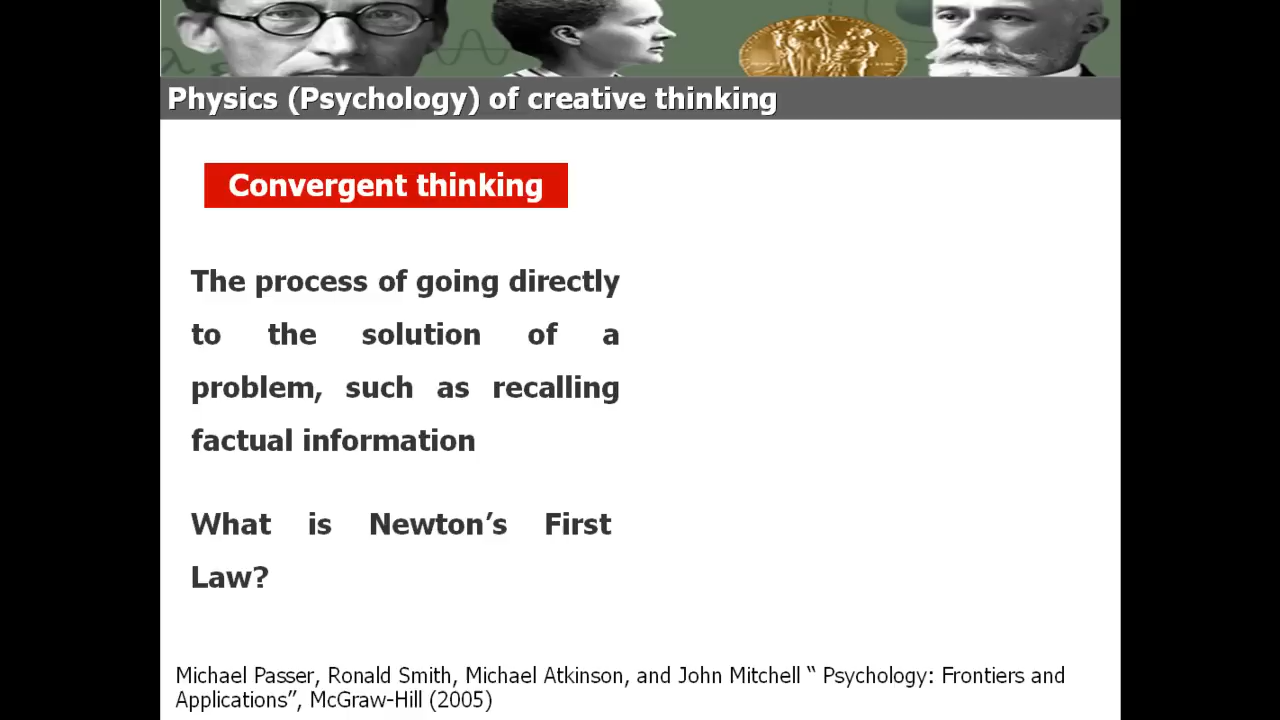 Physics (Psychology) of creative thinking
Convergent thinking
The process of going directly
to the solution of a
problem, such as recalling
factual information
What is Newton’s First
Law?
Michael Passer, Ronald Smith, Michael Atkinson, and John Mitchell “ Psychology: Frontiers and
Applications”, McGraw-Hill (2005)